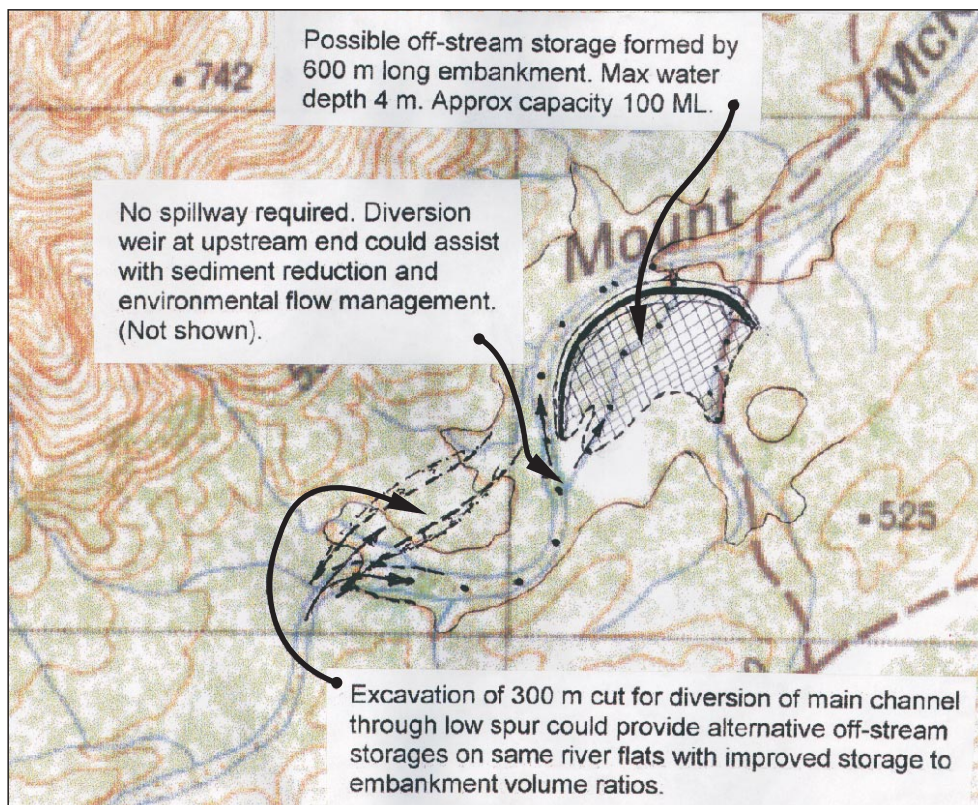 Possible off-stream storage formed by
600 m long embankment. Max water
depth 4 m. Approx capacity 100 ML.
742
No spillway required. Diversion
weir at upstream end could assist
with sediment reduction and
environmental flow management.
(Not shown).
Mount
525
Excavation of 300 m cut for diversion of main channel
through low spur could provide alternative off-stream
storages on same river flats with improved storage to
embankment volume ratios.